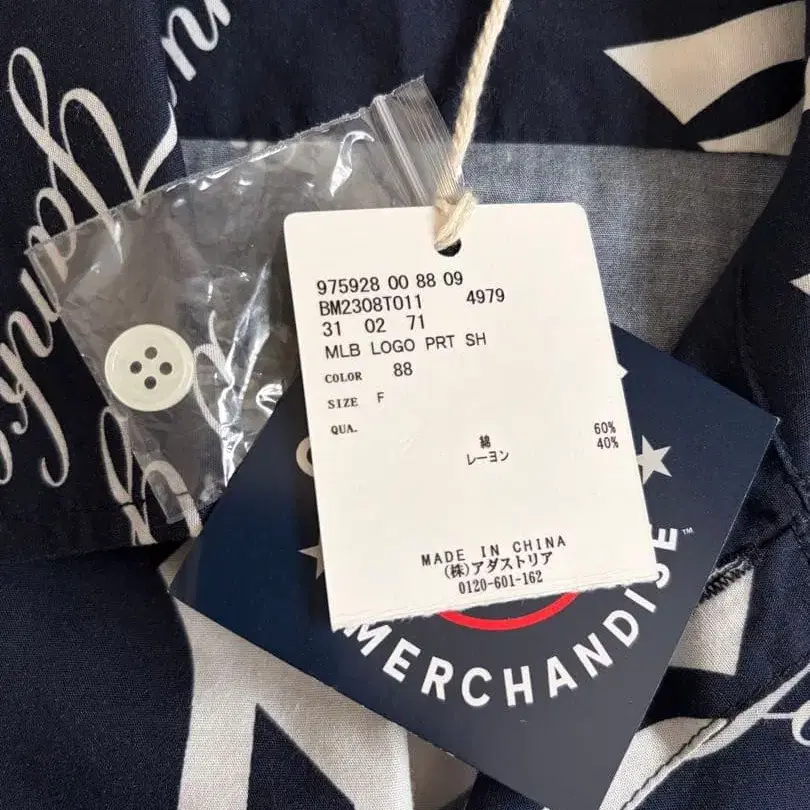 975928 00 88 09
BM2308T011 4979
31 02 71
MLB LOGO PRT SH
COLOR 88
SIZE F
QUA.
綿 60%
レーヨン 40%
MADE IN CHINA
(株)アダストリア
0120-601-162
MERCHANDISE™